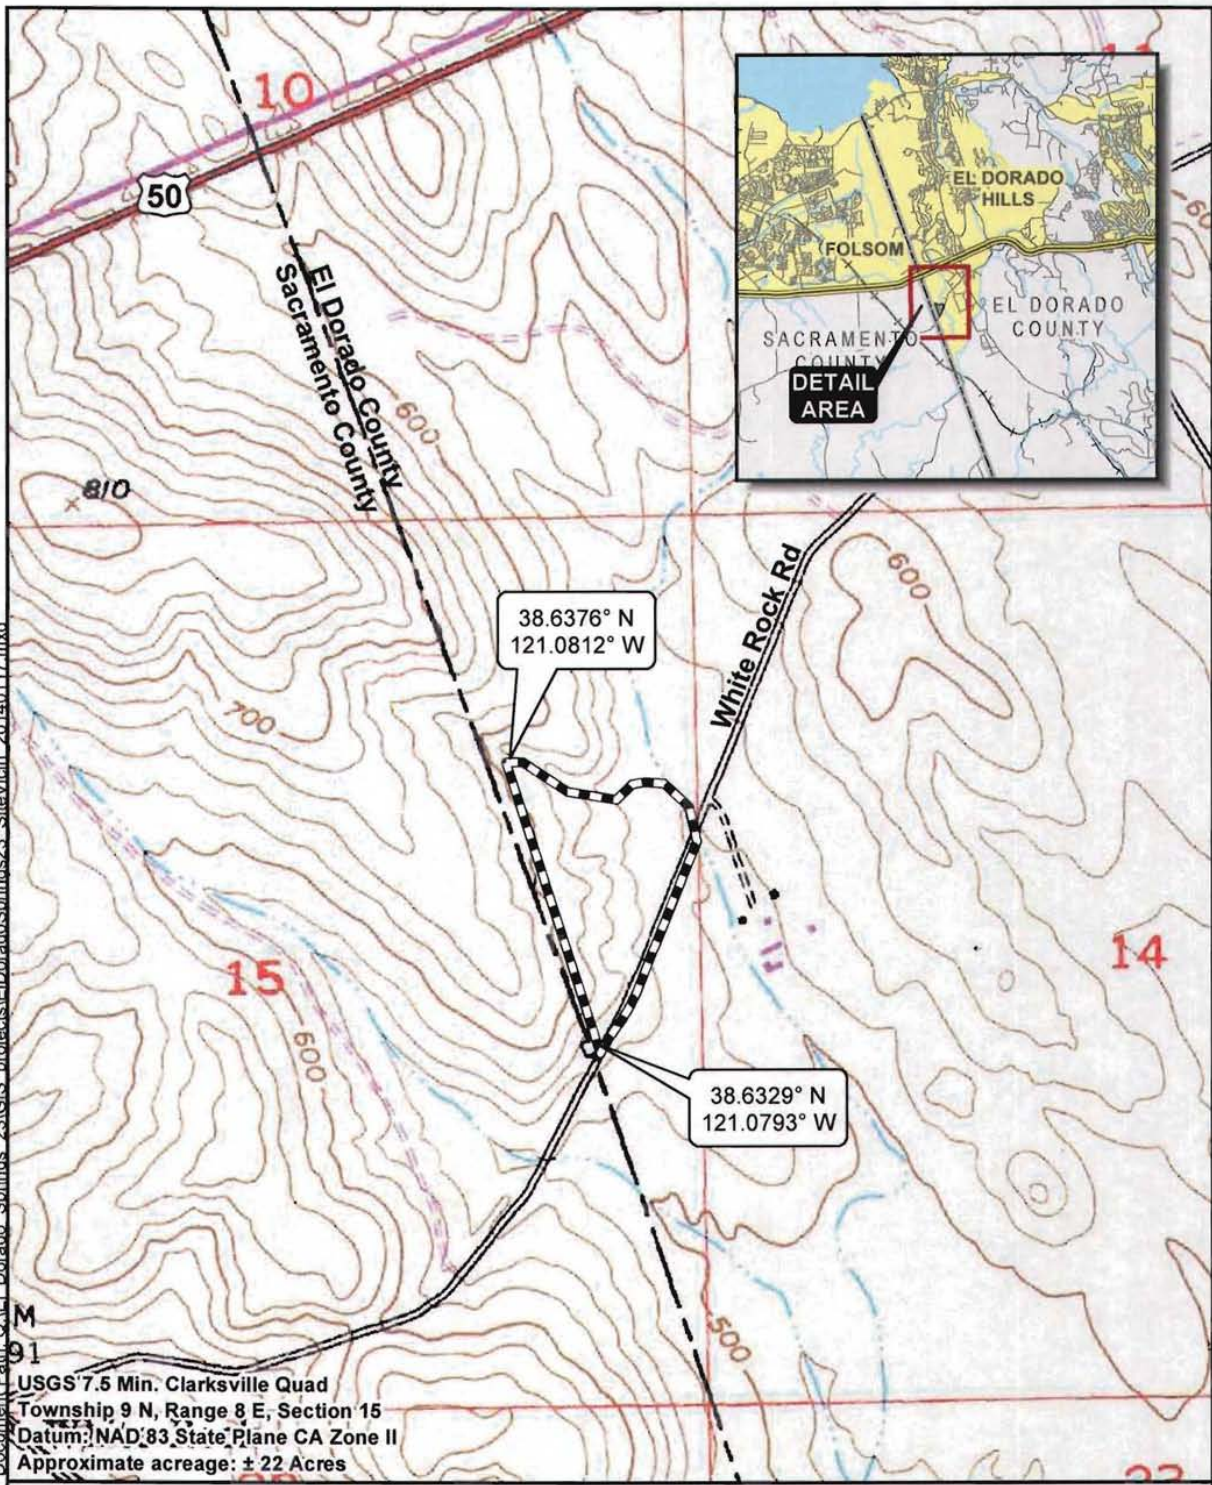 10
50
El Dorado County
Sacramento County
600
810
EL DORADO
HILLS
FOLSOM
EL DORADO
COUNTY
SACRAMENTO
COUNTY
DETAIL
AREA
600
White Rock Rd
600
38.6376° N
121.0812° W
700
15
14
600
38.6329° N
121.0793° W
500
M
91
USGS 7.5 Min. Clarksville Quad
Township 9 N, Range 8 E, Section 15
Datum: NAD 83 State Plane CA Zone II
Approximate acreage: ± 22 Acres